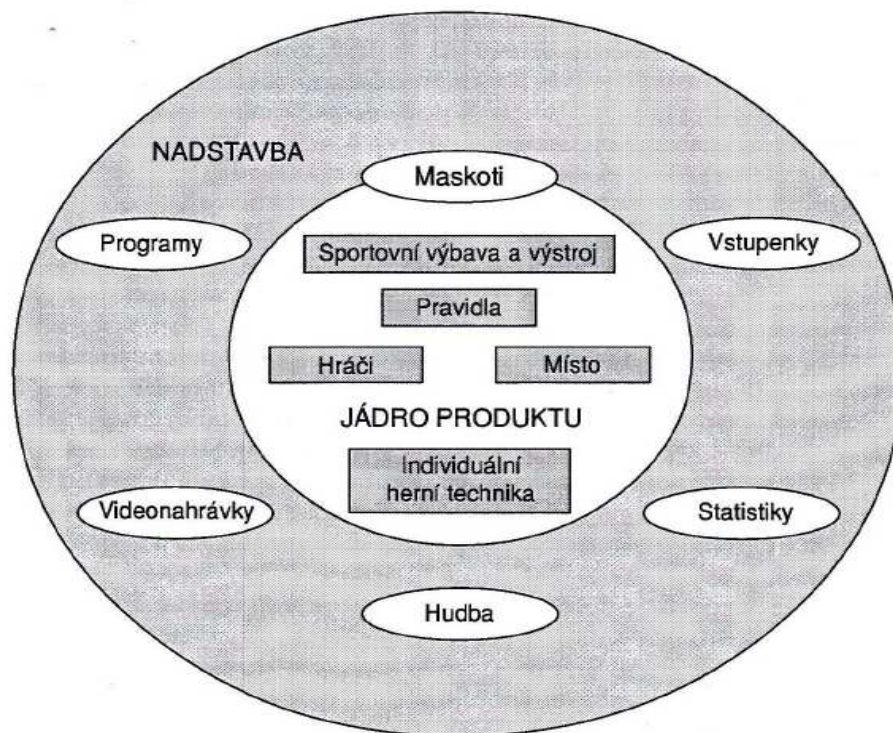 NADSTAVBA
Maskoti
Programy
Vstupenky
Sportovní výbava a výstroj
Pravidla
Hráči
Místo
JÁDRO PRODUKTU
Individuální
herní technika
Videonahrávky
Statistiky
Hudba